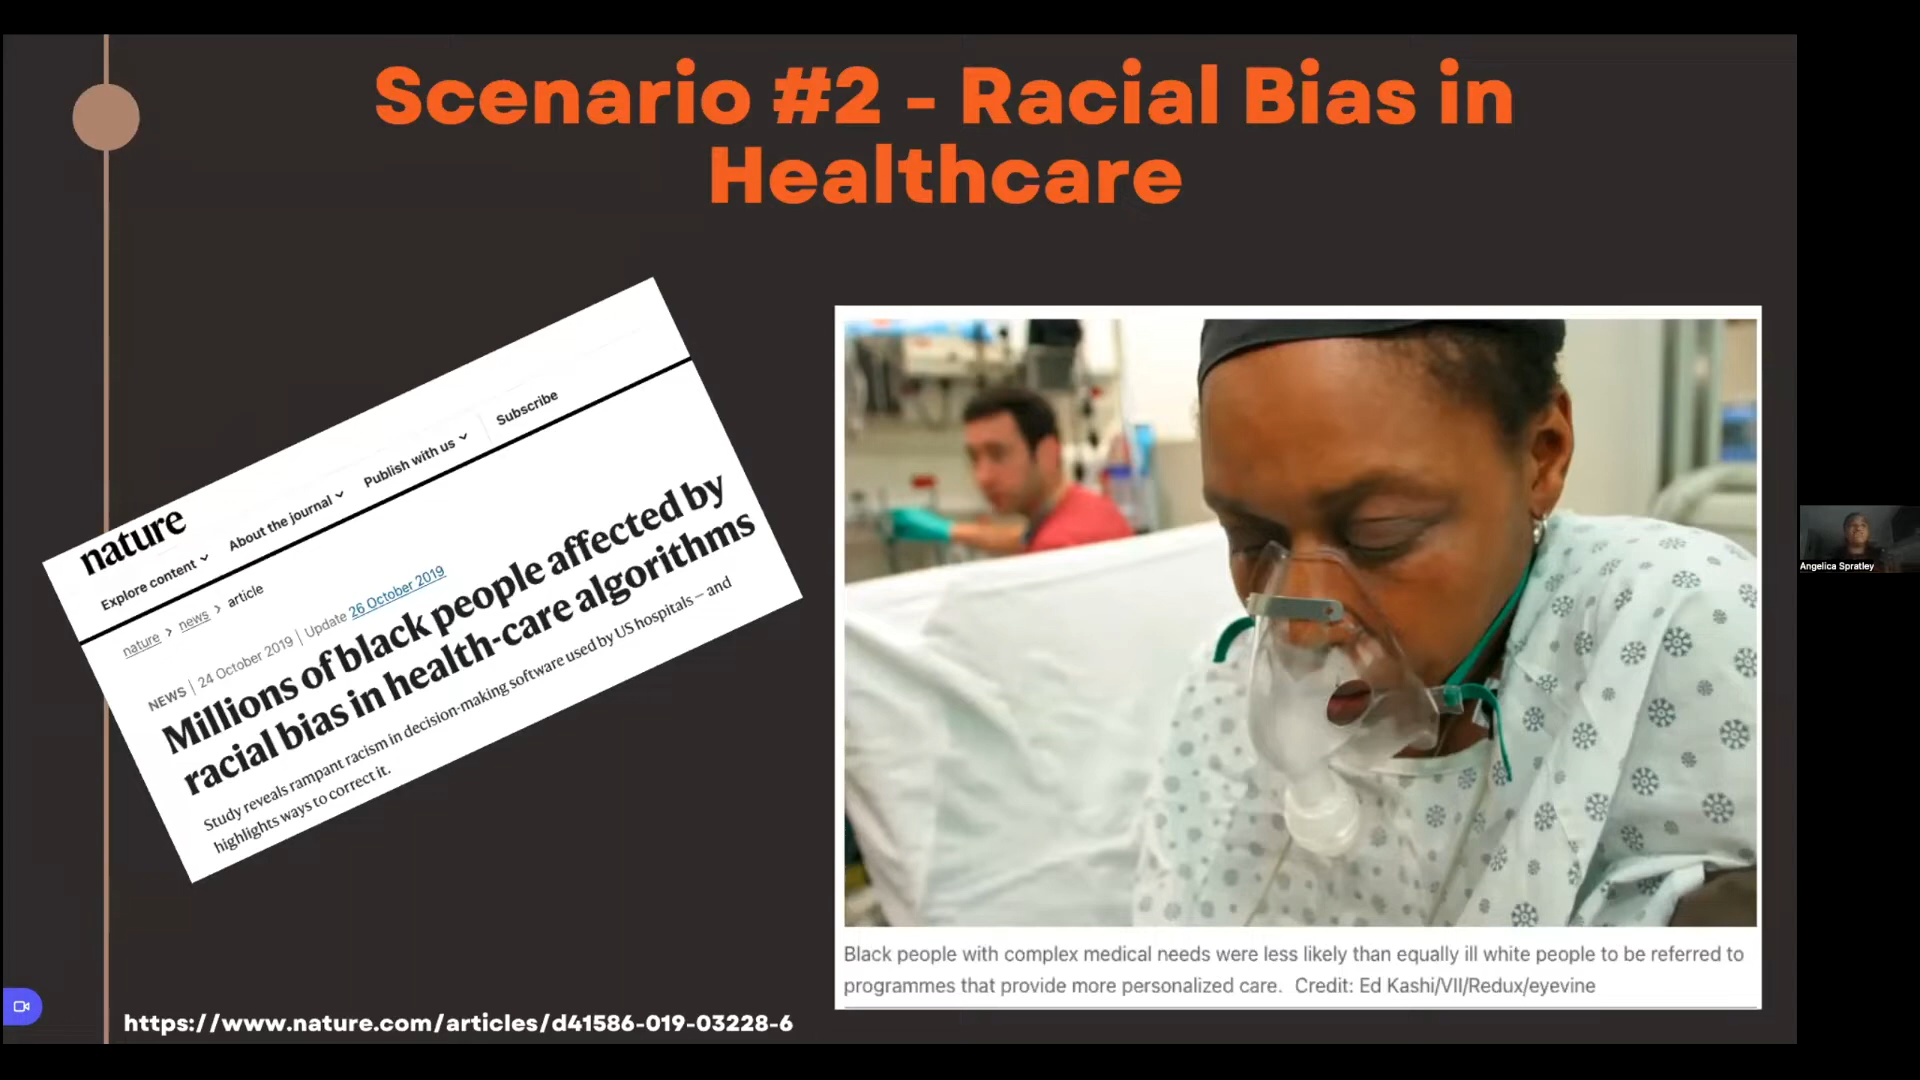 Scenario #2 - Racial Bias in
Healthcare
nature
Explore content
About the journal
Publish with us
Subscribe
nature > news > article
NEWS | 24 October 2019 | Update 26 October 2019
Millions of black people affected by
racial bias in health-care algorithms
Study reveals rampant racism in decision-making software used by US hospitals — and
highlights ways to correct it.
Black people with complex medical needs were less likely than equally ill white people to be referred to
programmes that provide more personalized care. Credit: Ed Kashi/VII/Redux/eyevine
https://www.nature.com/articles/d41586-019-03228-6
Angelica Spratley